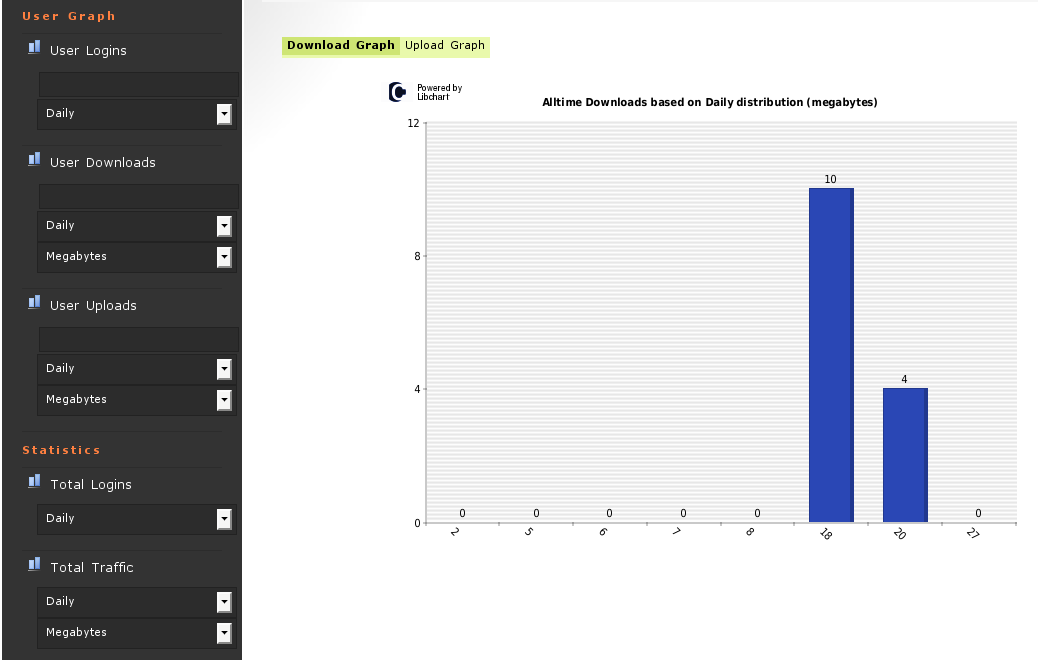 User Graph
User Logins
Daily
User Downloads
Daily
Megabytes
User Uploads
Daily
Megabytes
Statistics
Total Logins
Daily
Total Traffic
Daily
Megabytes
Download Graph Upload Graph
Powered by
Libchart
Alltime Downloads based on Daily distribution (megabytes)
12
8
4
0
0 0 0 0 0 10 4 0
2 5 6 7 8 18 20 27